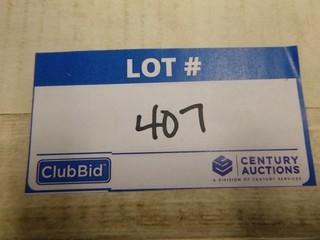 LOT #
407
ClubBid
CENTURY
AUCTIONS
A DIVISION OF CENTURY SERVICES